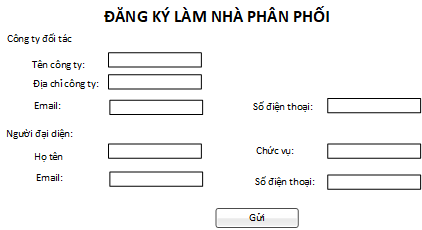 ĐĂNG KÝ LÀM NHÀ PHÂN PHỐI
Công ty đối tác
Tên công ty:
Địa chỉ công ty:
Email: Số điện thoại:
Người đại diện:
Họ tên Chức vụ:
Email: Số điện thoại:
Gửi